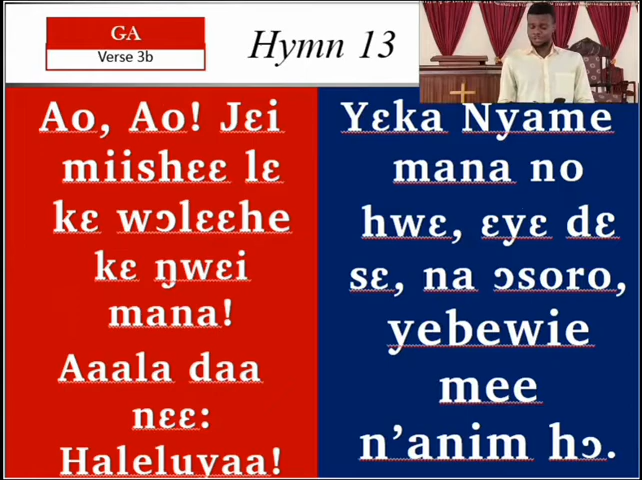 GA
Verse 3b
Hymn 13
Ao, Ao! Jɛi
miishɛɛ lɛ
kɛ wɔlɛɛhe
kɛ ŋwɛi
mana!
Aaala daa
nɛɛ:
Haleluyaa!
Yɛka Nyame
mana no
hwɛ, ɛyɛ dɛ
sɛ, na ɔsoro,
yebewie
mee
n’anim hɔ.